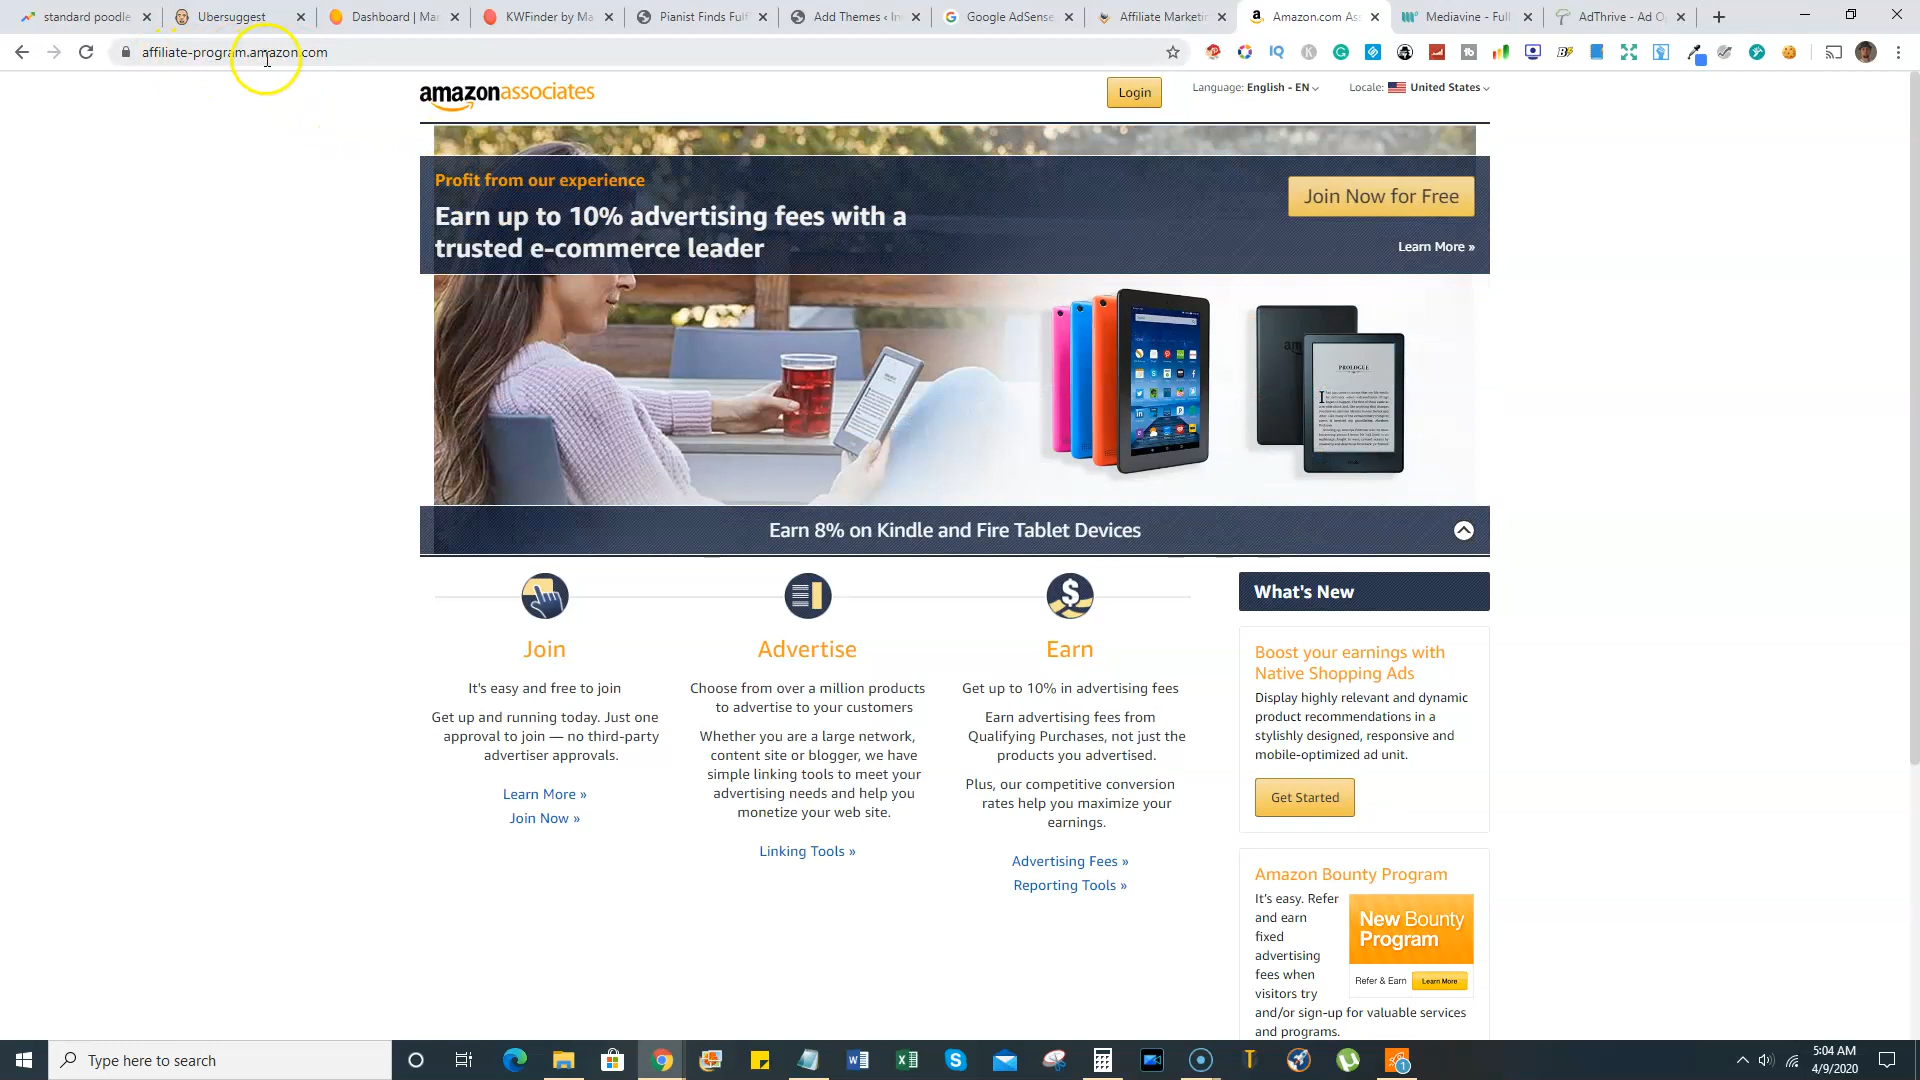 standard poodle
Ubersuggest
Dashboard | Ma
KWFinder by Ma
Pianist Finds Fulf
Add Themes ‹ In
Google AdSense
Affiliate Marketin
Amazon.com Ass
Mediavine - Full
AdThrive - Ad O
affiliate-program.amazon.com
amazonassociates
Login
Language: English - EN
Locale: United States
Profit from our experience
Earn up to 10% advertising fees with a
trusted e-commerce leader
Join Now for Free
Learn More »
PROLOGUE
Earn 8% on Kindle and Fire Tablet Devices
Join
It's easy and free to join
Get up and running today. Just one
approval to join — no third-party
advertiser approvals.
Learn More »
Join Now »
Advertise
Choose from over a million products
to advertise to your customers
Whether you are a large network,
content site or blogger, we have
simple linking tools to meet your
advertising needs and help you
monetize your web site.
Linking Tools »
Earn
Get up to 10% in advertising fees
Earn advertising fees from
Qualifying Purchases, not just the
products you advertised.
Plus, our competitive conversion
rates help you maximize your
earnings.
Advertising Fees »
Reporting Tools »
What's New
Boost your earnings with
Native Shopping Ads
Display highly relevant and dynamic
product recommendations in a
stylishly designed, responsive and
mobile-optimized ad unit.
Get Started
Amazon Bounty Program
It's easy. Refer
and earn
fixed
advertising
fees when
visitors try
and/or sign-up for valuable services
and programs.
New Bounty
Program
Refer & Earn
Learn More
Type here to search
5:04 AM
4/9/2020